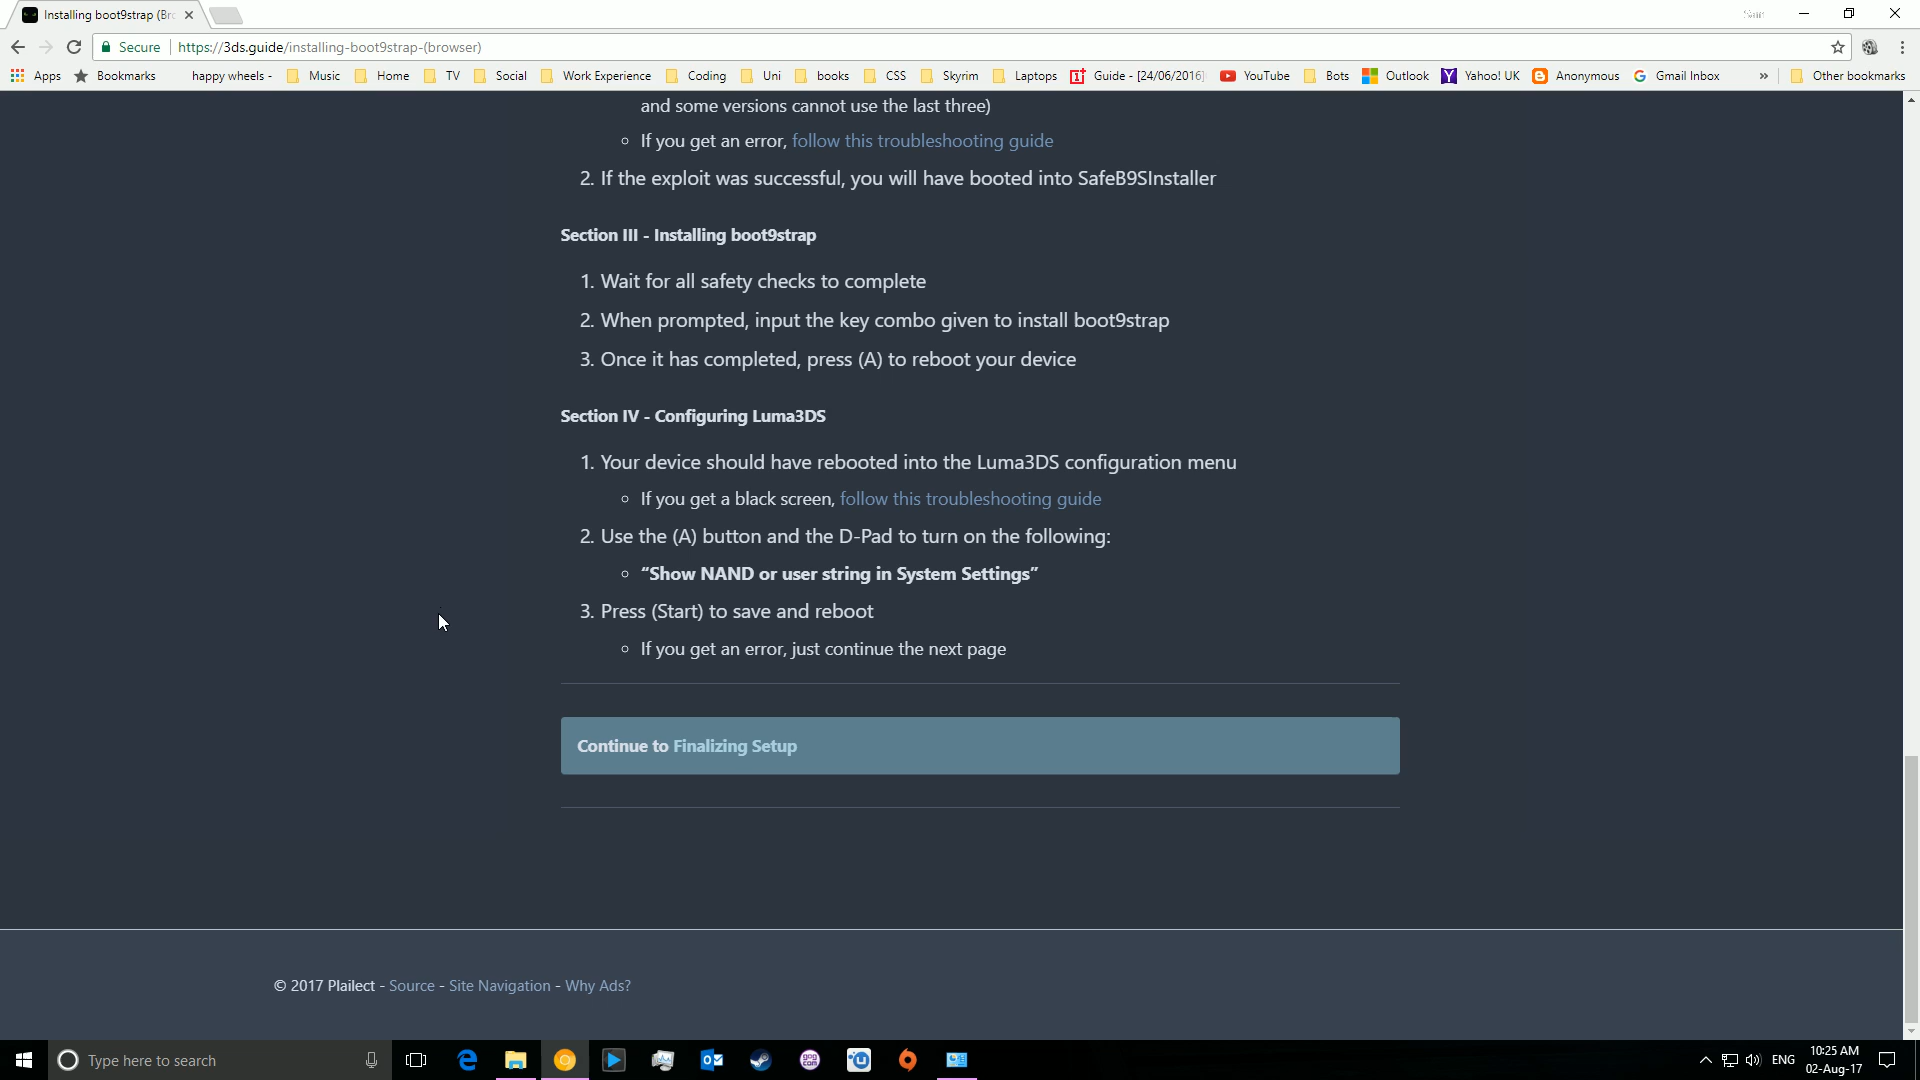 Installing boot9strap (Br
Secure https://3ds.guide/installing-boot9strap-(browser)
Apps Bookmarks happy wheels - Music Home TV Social Work Experience Coding Uni books CSS Skyrim Laptops Guide - [24/06/2016] YouTube Bots Outlook Yahoo! UK Anonymous Gmail Inbox » Other bookmarks
and some versions cannot use the last three)
If you get an error, follow this troubleshooting guide
2. If the exploit was successful, you will have booted into SafeB9SInstaller
Section III - Installing boot9strap
1. Wait for all safety checks to complete
2. When prompted, input the key combo given to install boot9strap
3. Once it has completed, press (A) to reboot your device
Section IV - Configuring Luma3DS
1. Your device should have rebooted into the Luma3DS configuration menu
If you get a black screen, follow this troubleshooting guide
2. Use the (A) button and the D-Pad to turn on the following:
“Show NAND or user string in System Settings”
3. Press (Start) to save and reboot
If you get an error, just continue the next page
Continue to Finalizing Setup
© 2017 Plailect - Source - Site Navigation - Why Ads?
Type here to search
ENG
10:25 AM
02-Aug-17